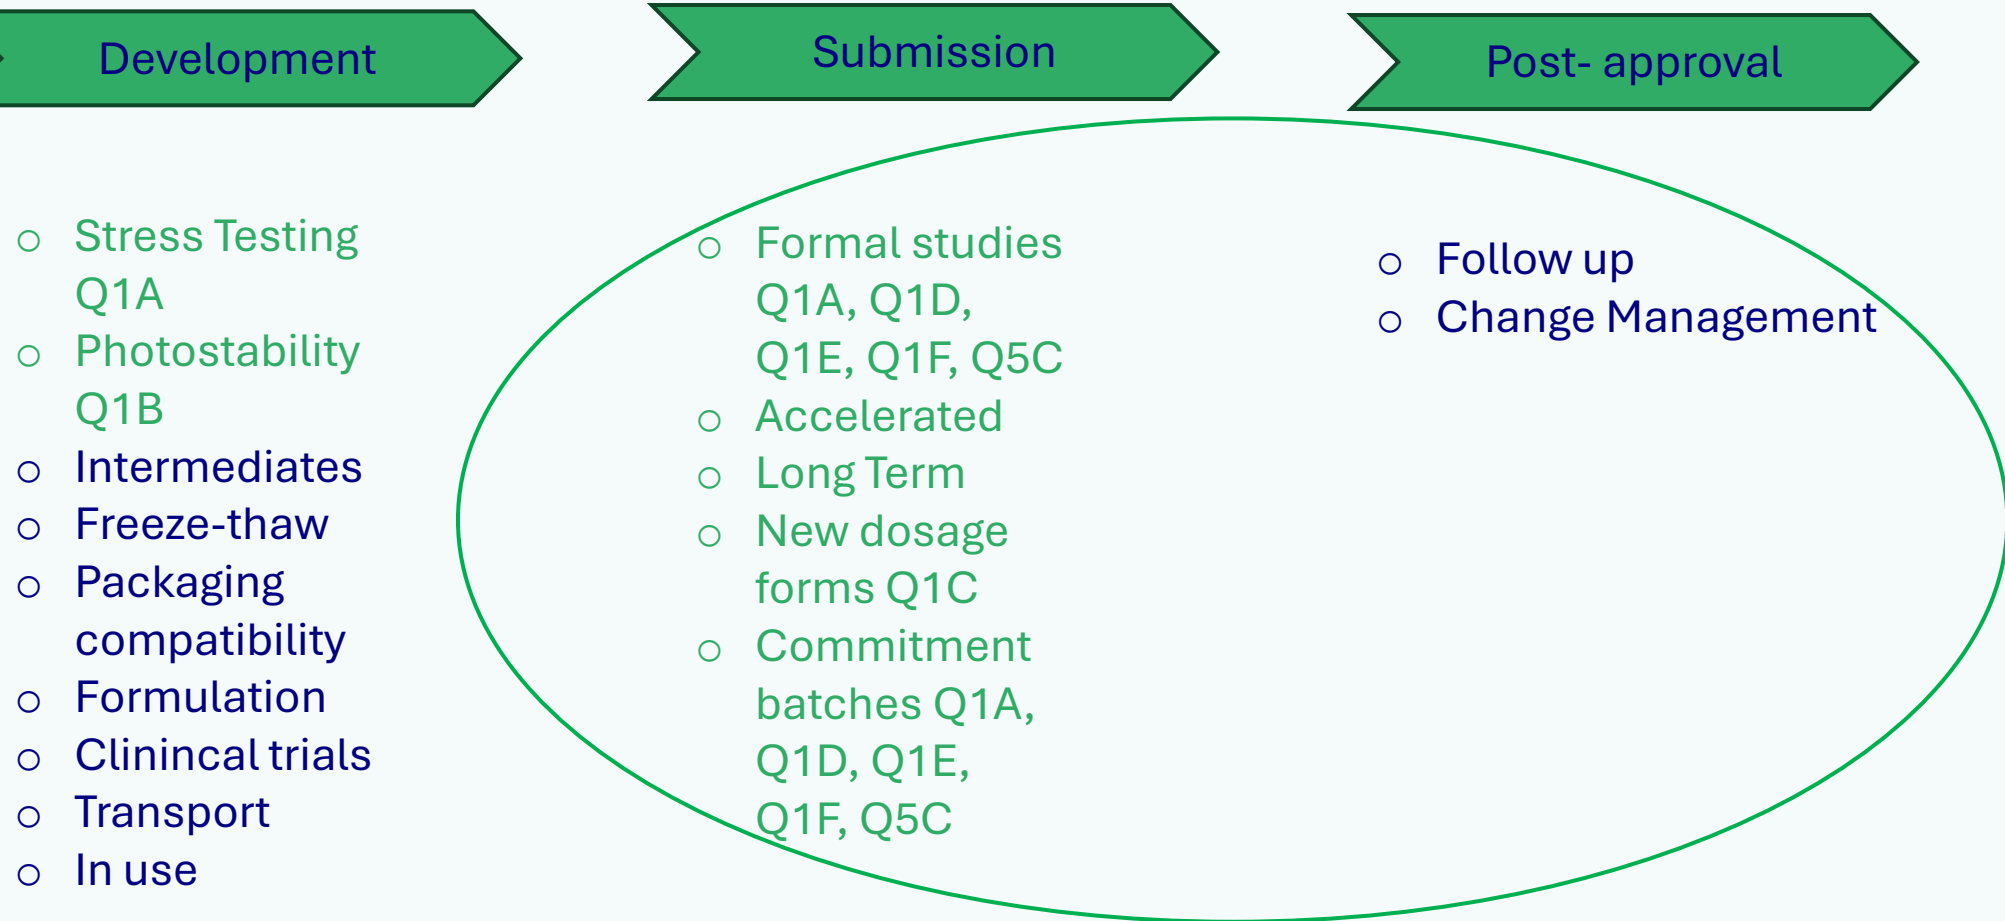 Development
Submission
Post- approval
○ Stress Testing
Q1A
○ Photostability
Q1B
○ Intermediates
○ Freeze-thaw
○ Packaging
compatibility
○ Formulation
○ Clinincal trials
○ Transport
○ In use
○ Formal studies
Q1A, Q1D,
Q1E, Q1F, Q5C
○ Accelerated
○ Long Term
○ New dosage
forms Q1C
○ Commitment
batches Q1A,
Q1D, Q1E,
Q1F, Q5C
○ Follow up
○ Change Management